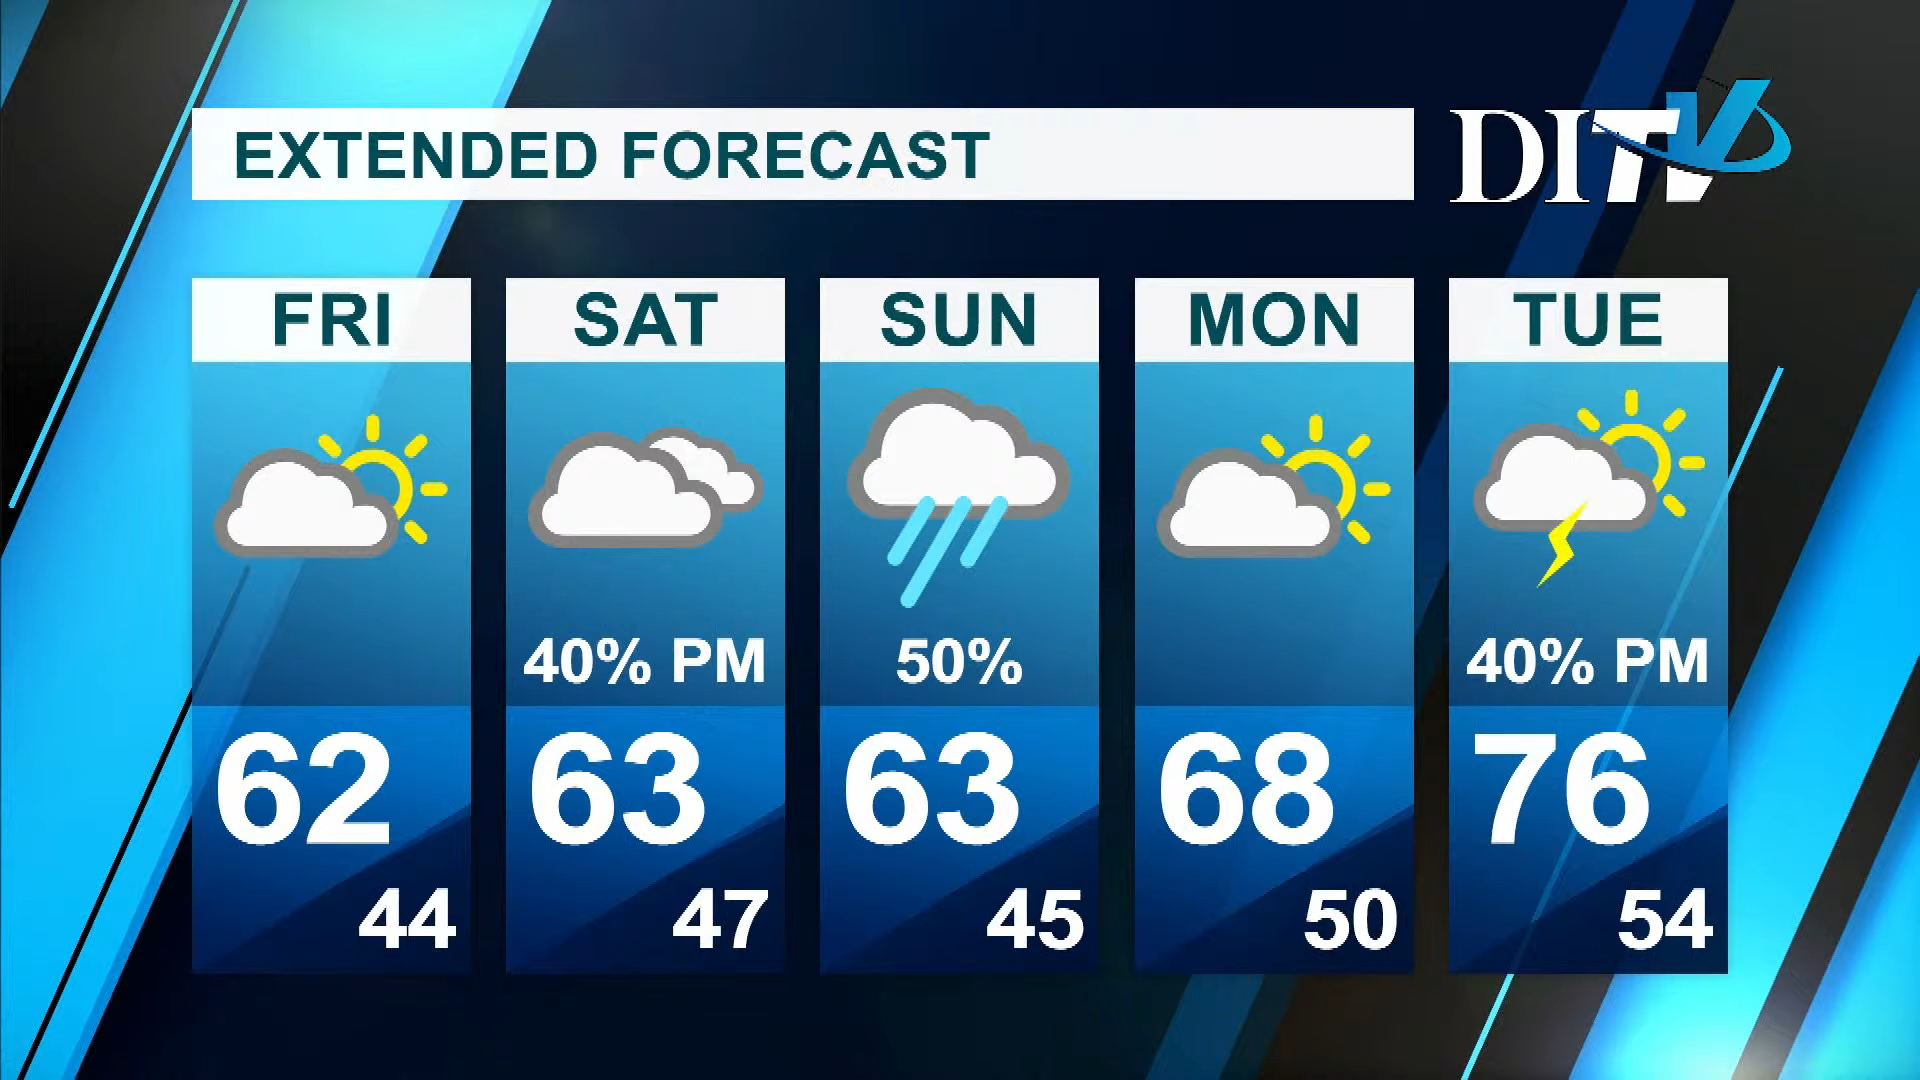 EXTENDED FORECAST
DITV
FRI
SAT
SUN
MON
TUE
40% PM
50%
40% PM
62
63
63
68
76
44
47
45
50
54